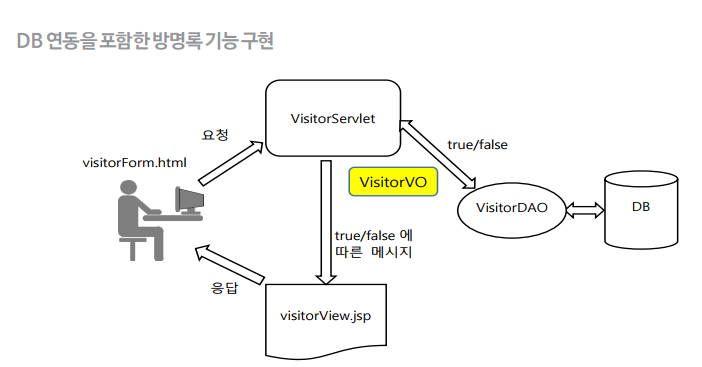 DB 연동을 포함한 방명록 기능 구현
VisitorServlet
요청
true/false
visitorForm.html
VisitorVO
VisitorDAO
DB
true/false 에
따른 메시지
응답
visitorView.jsp